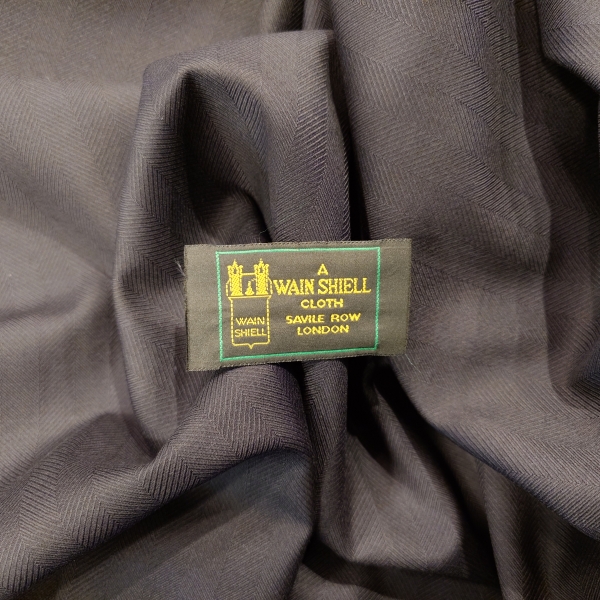 A
WAIN SHIELL
CLOTH
SAVILE ROW
LONDON
WAIN
SHIELL